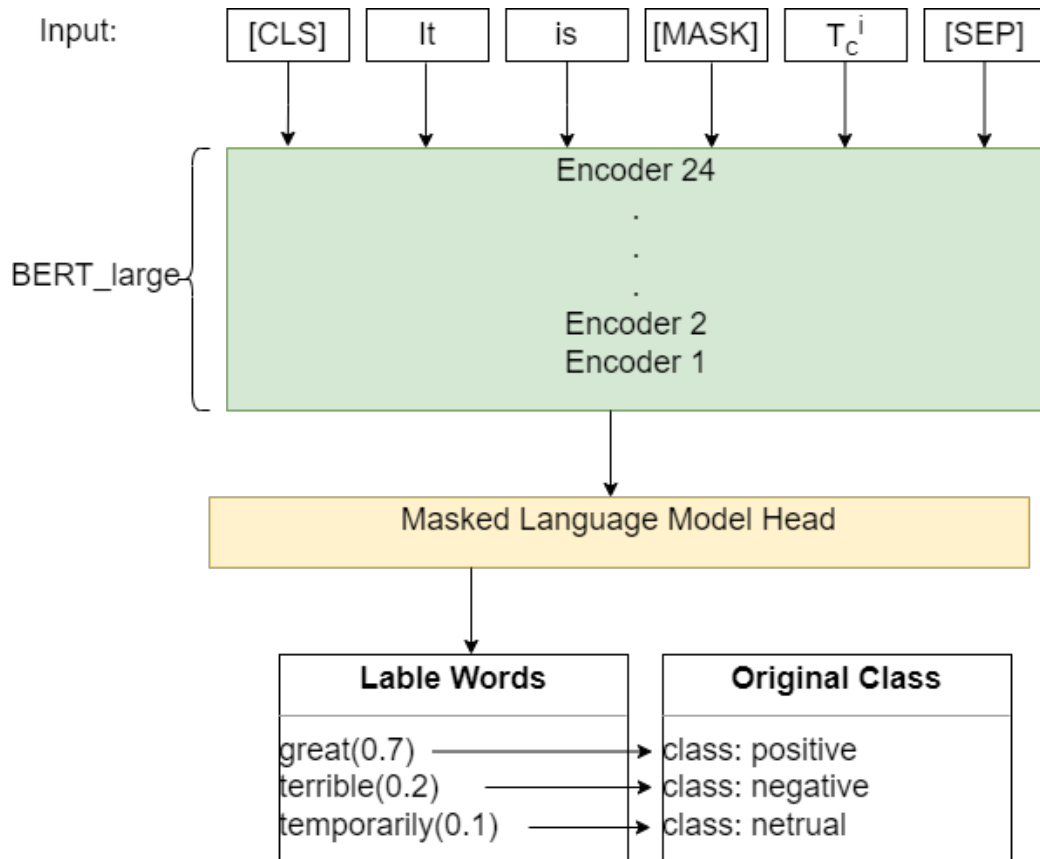 Input: [CLS] It is [MASK] T_c^i [SEP]
Encoder 24
.
.
.
BERT_large
Encoder 2
Encoder 1
Masked Language Model Head
Lable Words Original Class
great(0.7) class: positive
terrible(0.2) class: negative
temporarily(0.1) class: netrual